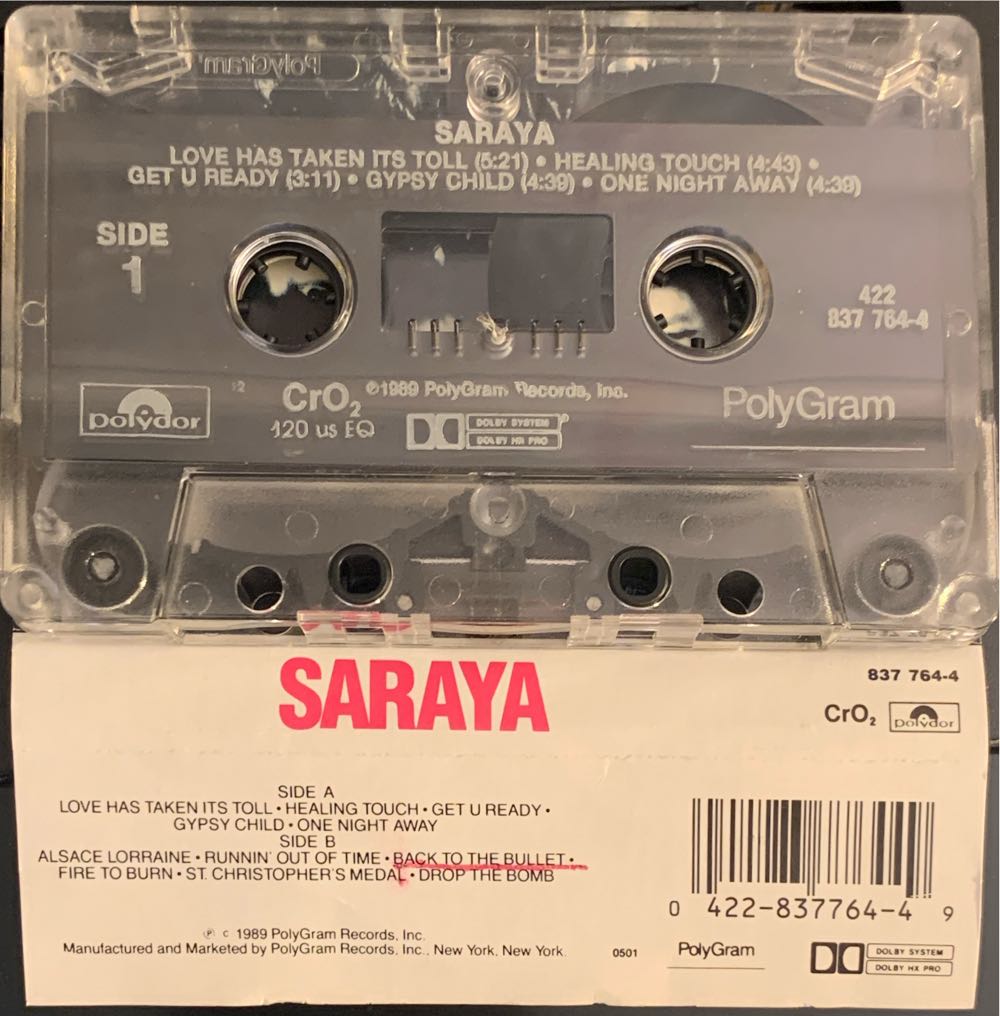 PolyGram
SARAYA
LOVE HAS TAKEN ITS TOLL (5:21) • HEALING TOUCH (4:43) •
GET U READY (3:11) • GYPSY CHILD (4:39) • ONE NIGHT AWAY (4:39)
SIDE
1
422
837 764-4
polydor
CrO₂
120 us EQ
℗1989 PolyGram Records, Inc.
DOLBY SYSTEM
DOLBY HX PRO
PolyGram
SARAYA
837 764-4
CrO₂
polydor
SIDE A
LOVE HAS TAKEN ITS TOLL • HEALING TOUCH • GET U READY •
GYPSY CHILD • ONE NIGHT AWAY
SIDE B
ALSACE LORRAINE • RUNNIN' OUT OF TIME • BACK TO THE BULLET •
FIRE TO BURN • ST. CHRISTOPHER'S MEDAL • DROP THE BOMB
0 422-837764-4 9
℗ c 1989 PolyGram Records, Inc.
Manufactured and Marketed by PolyGram Records, Inc., New York, New York.
0501
PolyGram
DOLBY SYSTEM
DOLBY HX PRO